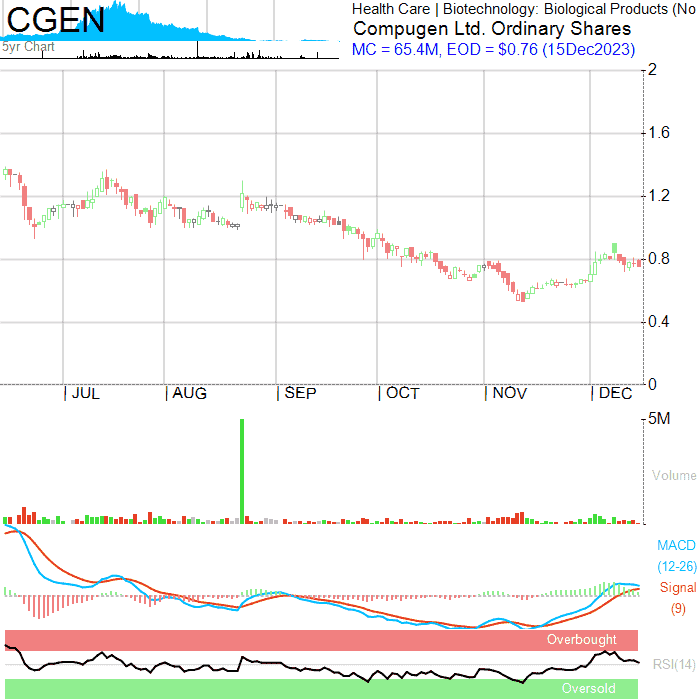 CGEN
5yr Chart
Health Care | Biotechnology: Biological Products (No
Compugen Ltd. Ordinary Shares
MC = 65.4M, EOD = $0.76 (15Dec2023)
2
1.6
1.2
0.8
0.4
0
| JUL | AUG | SEP | OCT | NOV | DEC
5M
Volume
MACD
(12-26)
Signal
(9)
Overbought
RSI(14)
Oversold